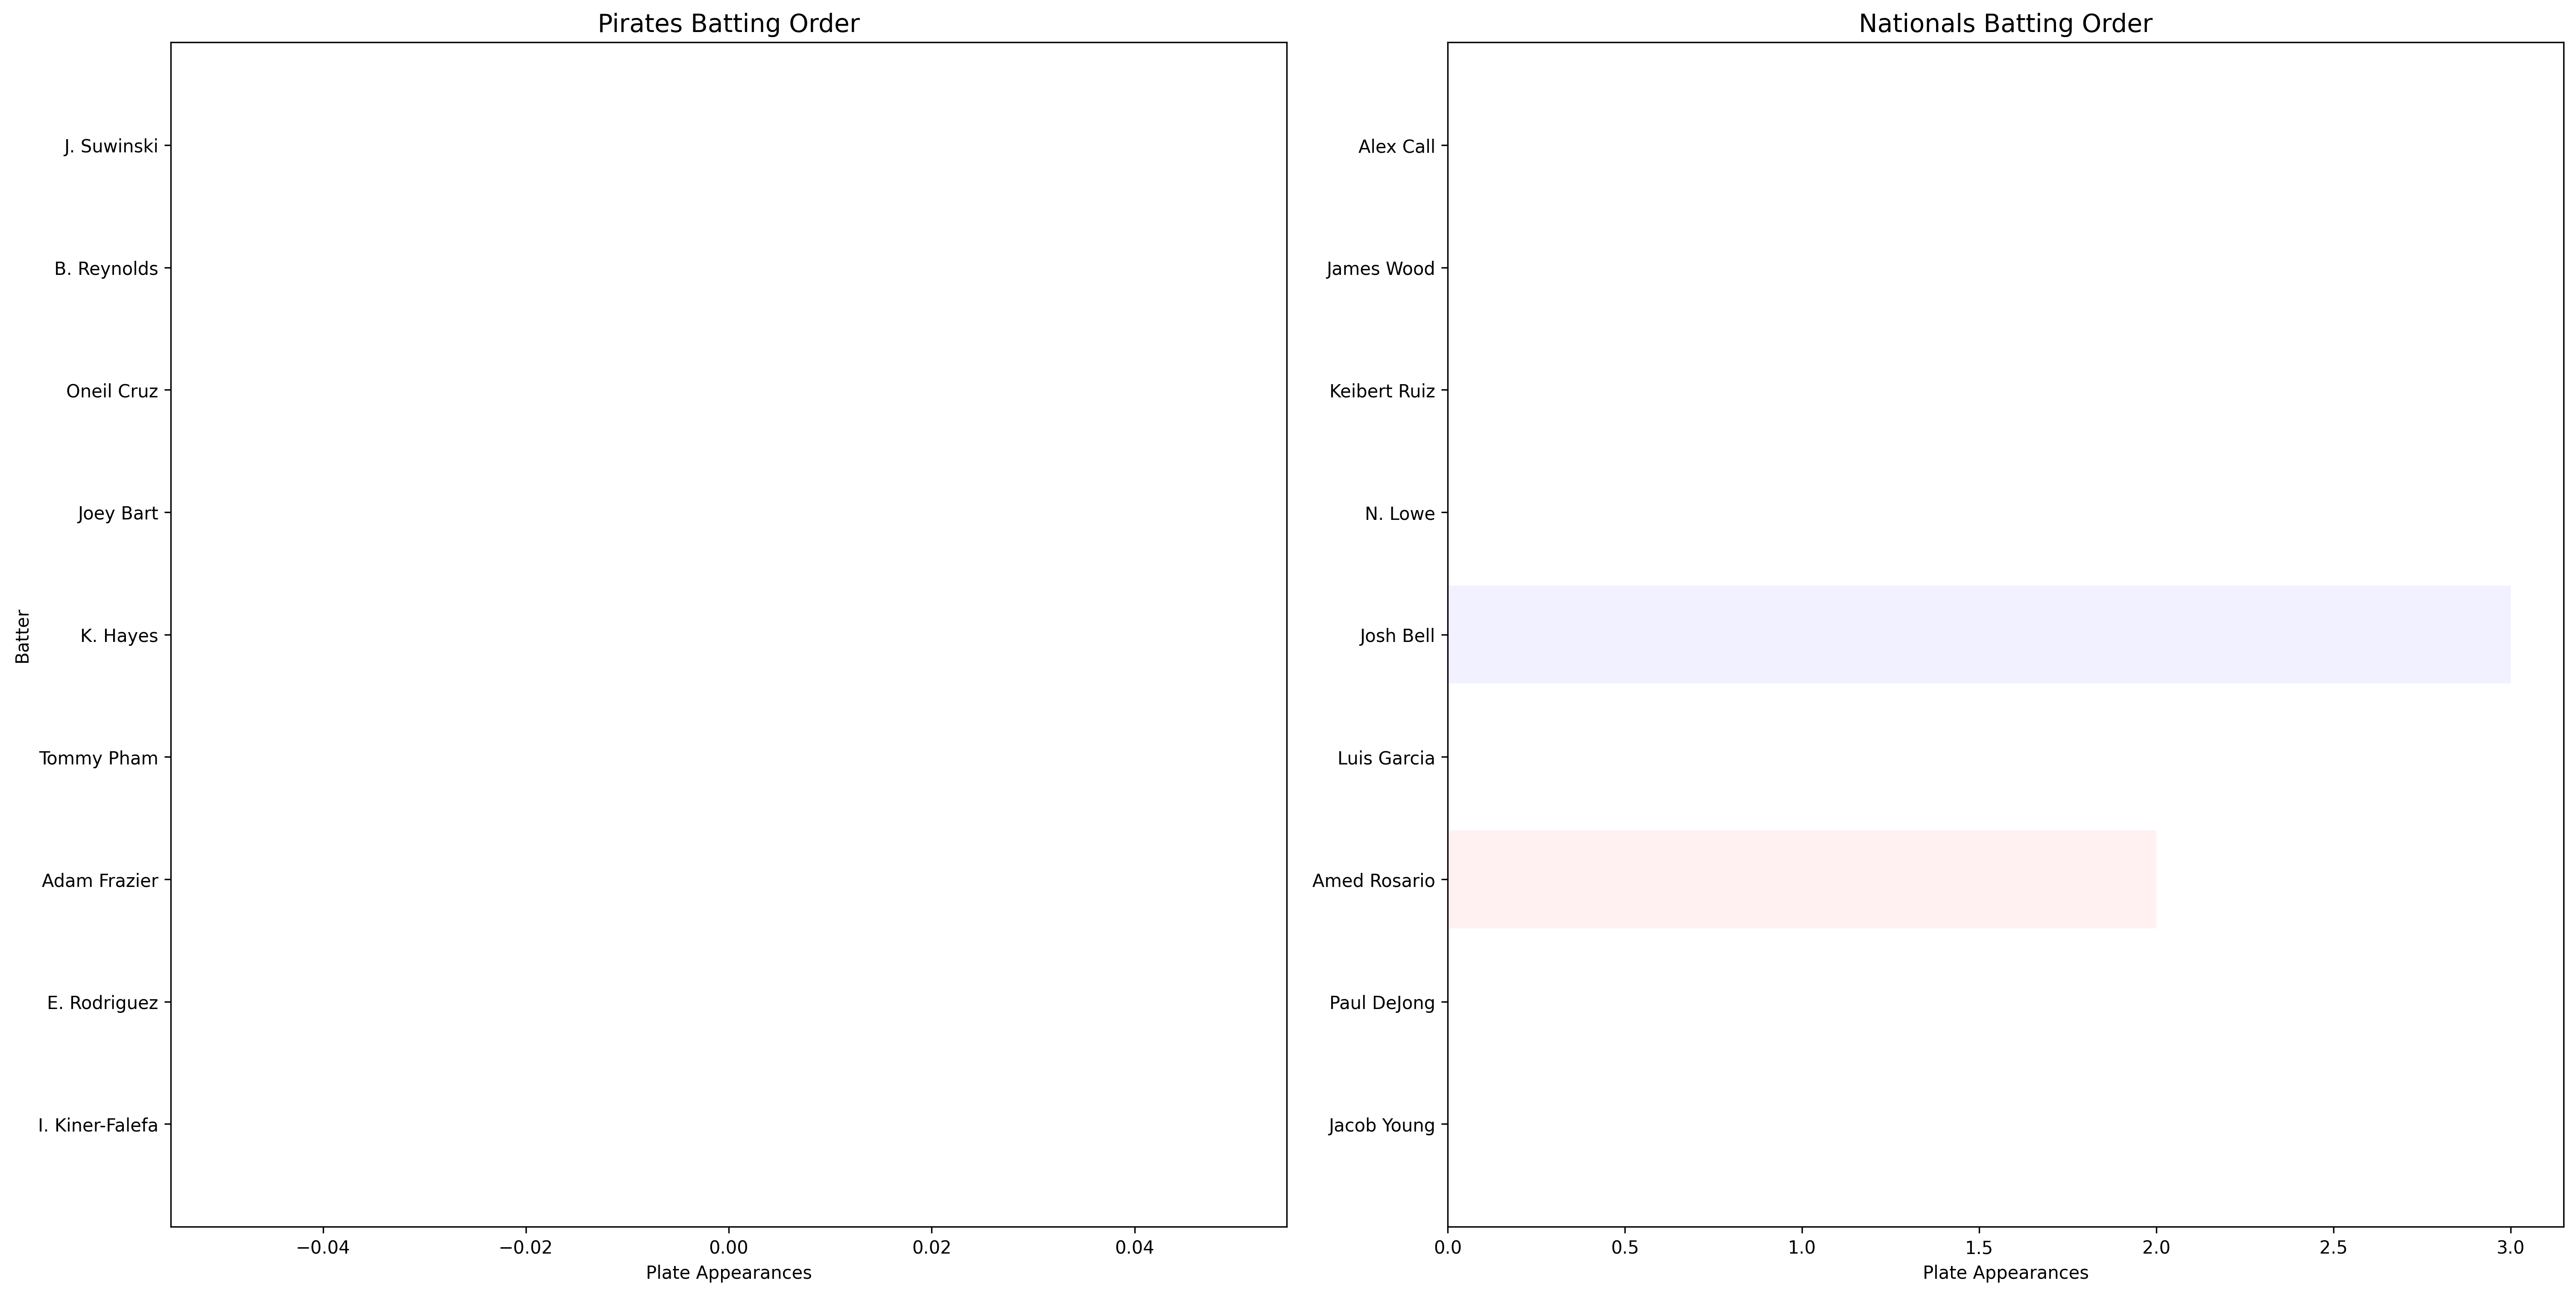 Pirates Batting Order
Batter
J. Suwinski
B. Reynolds
Oneil Cruz
Joey Bart
K. Hayes
Tommy Pham
Adam Frazier
E. Rodriguez
I. Kiner-Falefa
−0.04 −0.02 0.00 0.02 0.04
Plate Appearances
Nationals Batting Order
Alex Call
James Wood
Keibert Ruiz
N. Lowe
Josh Bell
Luis Garcia
Amed Rosario
Paul DeJong
Jacob Young
0.0 0.5 1.0 1.5 2.0 2.5 3.0
Plate Appearances